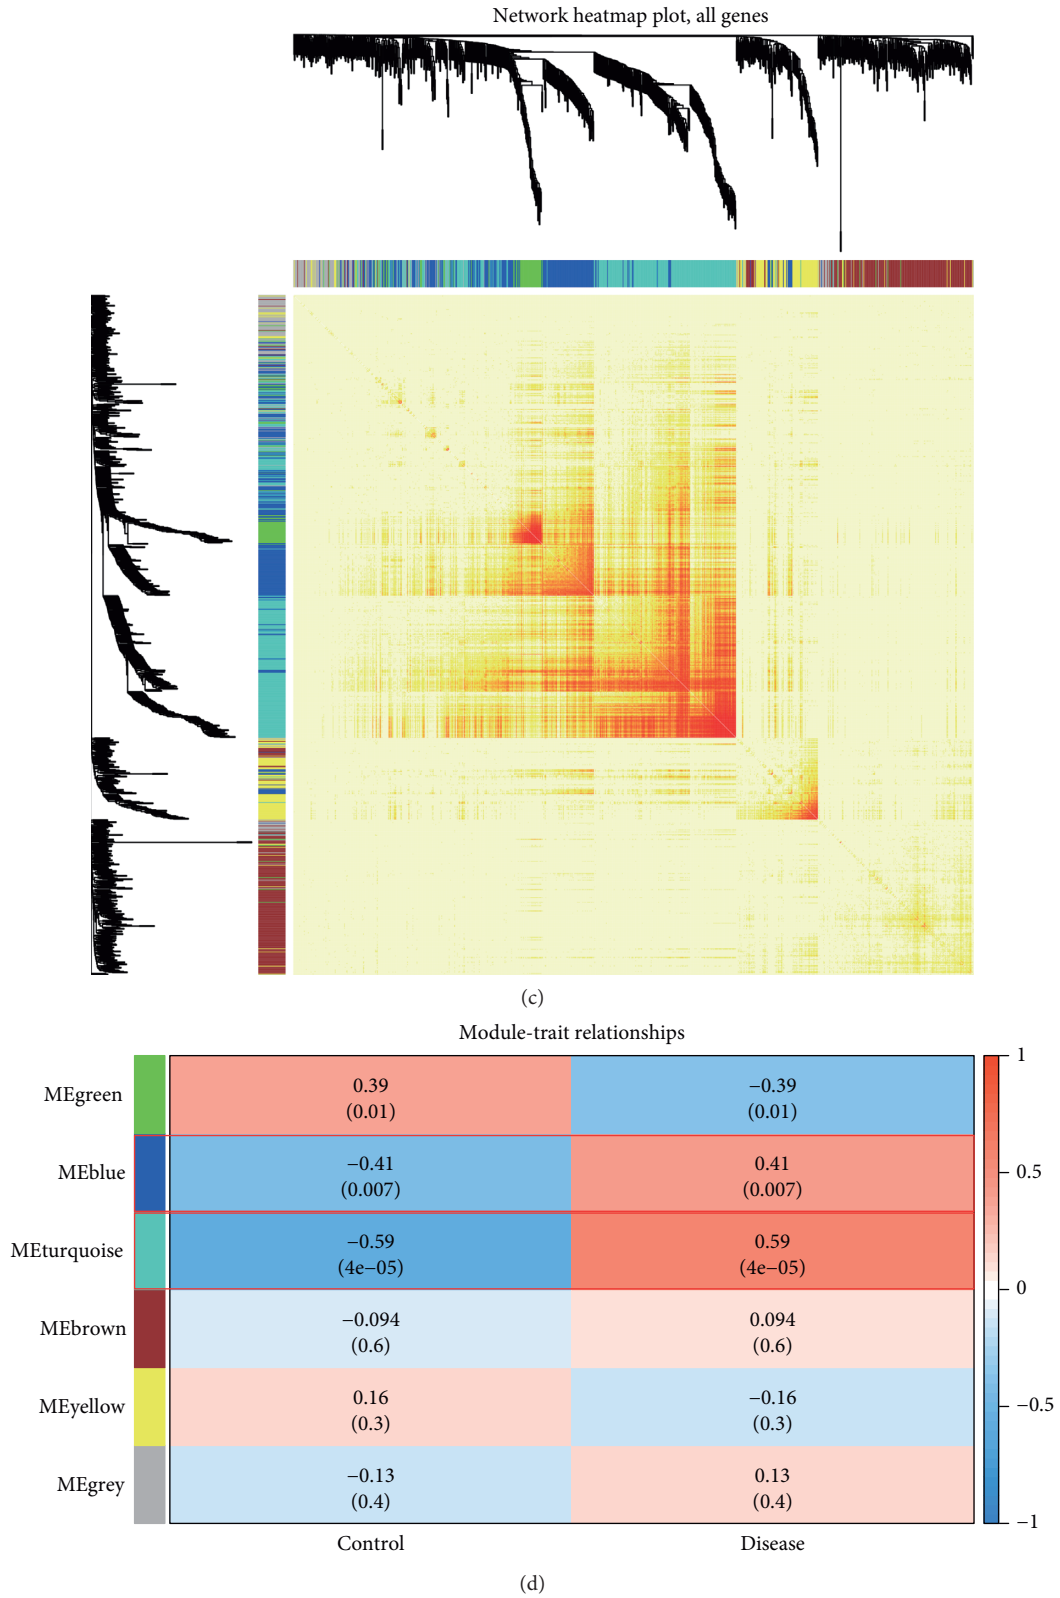 Network heatmap plot, all genes
(c)
Module-trait relationships
MEgreen
0.39
(0.01)
−0.39
(0.01)
MEblue
−0.41
(0.007)
0.41
(0.007)
MEturquoise
−0.59
(4e−05)
0.59
(4e−05)
MEbrown
−0.094
(0.6)
0.094
(0.6)
MEyellow
0.16
(0.3)
−0.16
(0.3)
MEgrey
−0.13
(0.4)
0.13
(0.4)
1
0.5
0
−0.5
−1
Control
Disease
(d)